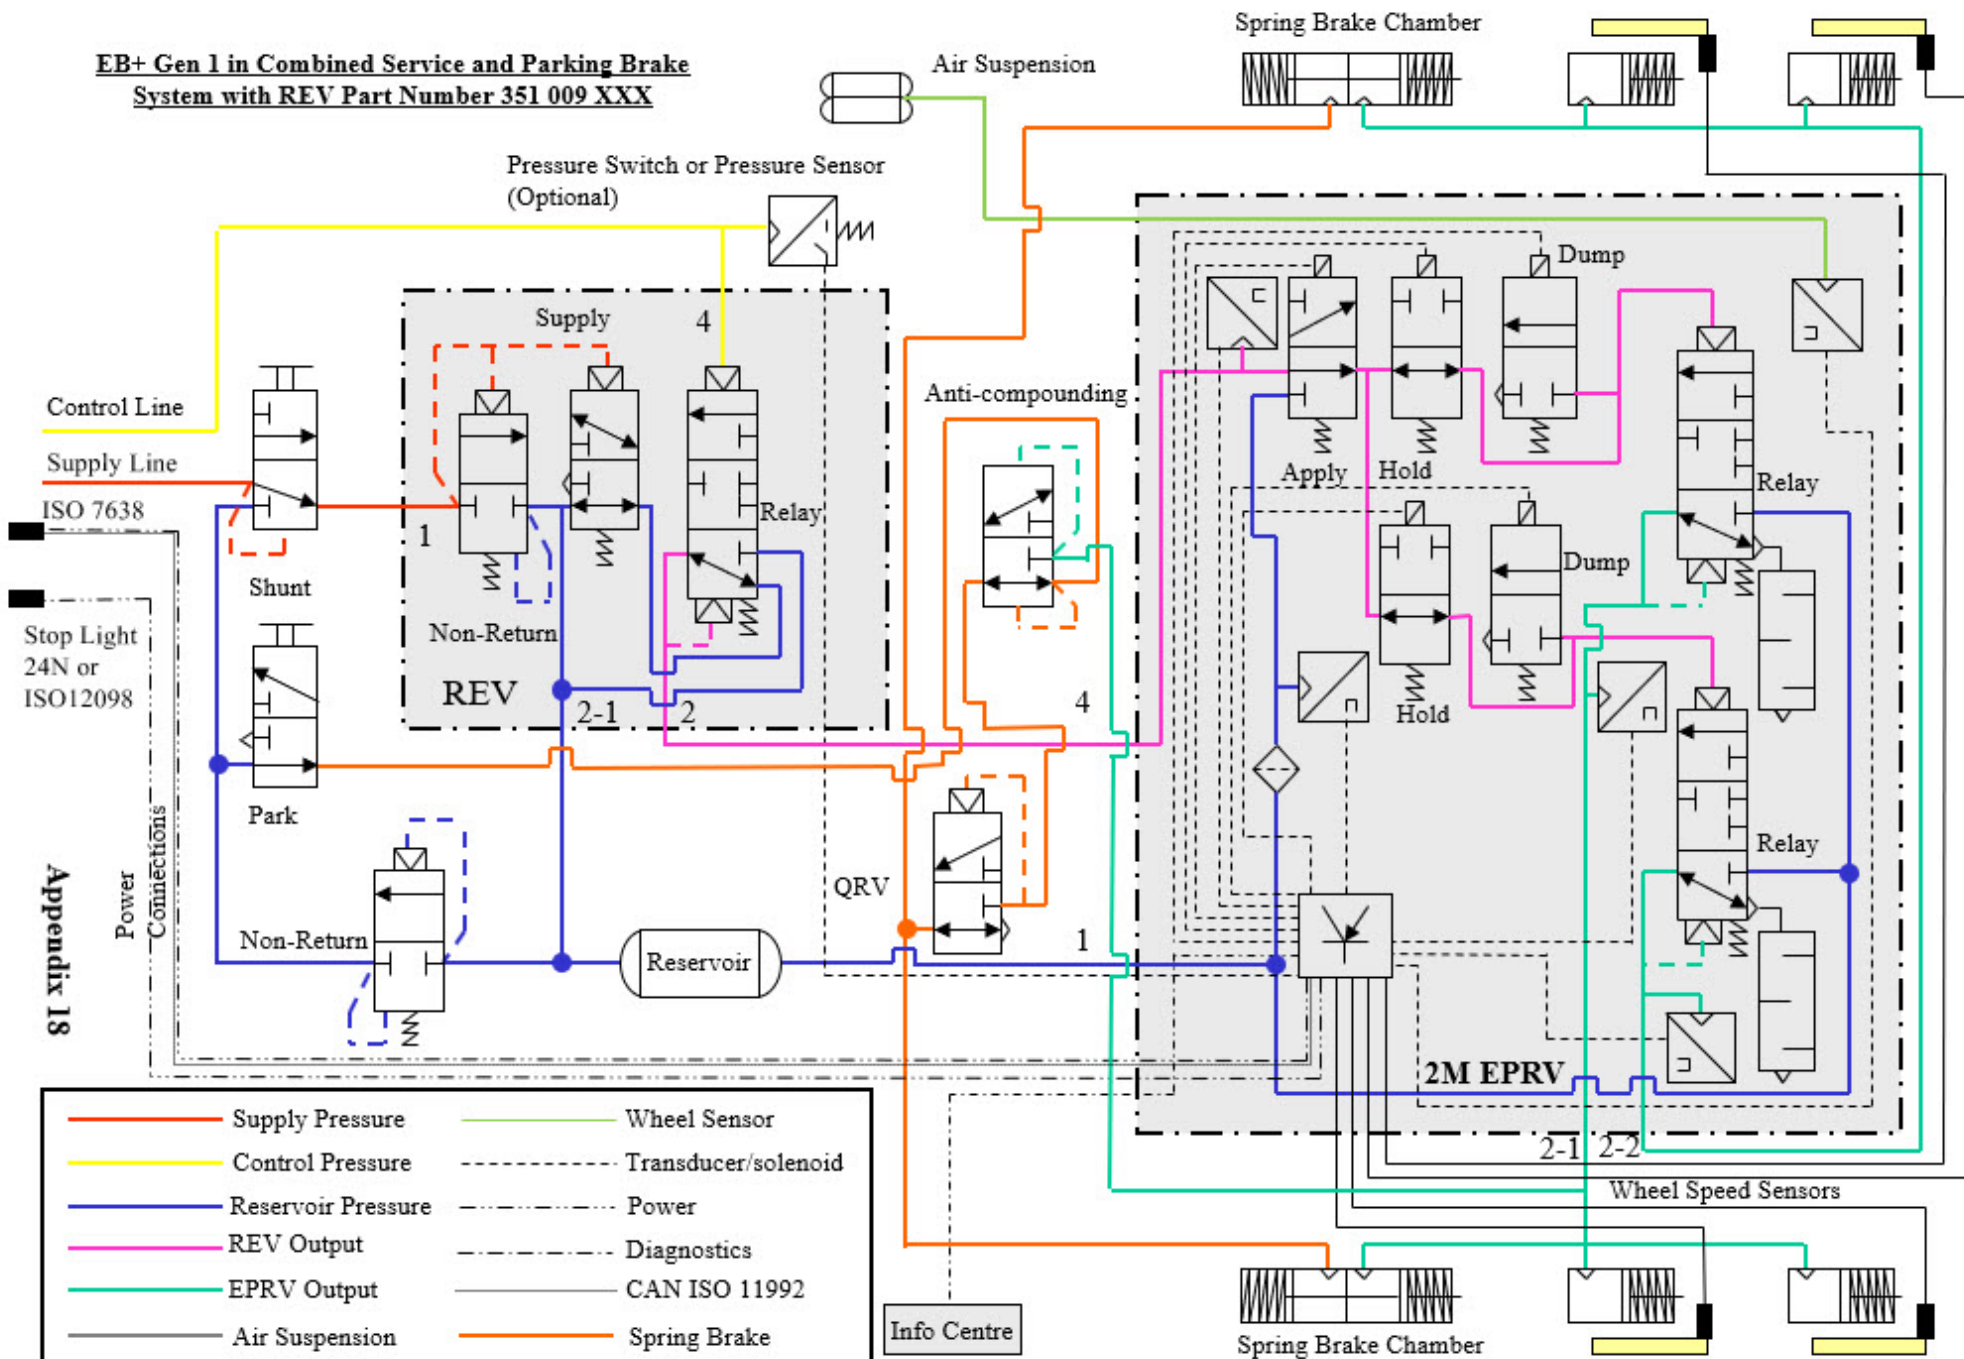 EB+ Gen 1 in Combined Service and Parking Brake
System with REV Part Number 351 009 XXX
Air Suspension
Spring Brake Chamber
Pressure Switch or Pressure Sensor
(Optional)
Supply
4
Dump
Control Line
Supply Line
ISO 7638
Anti-compounding
Apply
Hold
Relay
Relay
1
Shunt
Non-Return
Dump
Stop Light
24N or
ISO12098
REV
2-1
2
4
Hold
Park
Power
Connections
Appendix 18
QRV
Relay
Non-Return
Reservoir
1
2M EPRV
2-1
2-2
Wheel Speed Sensors
Supply Pressure
Wheel Sensor
Control Pressure
Transducer/solenoid
Reservoir Pressure
Power
REV Output
Diagnostics
EPRV Output
CAN ISO 11992
Air Suspension
Spring Brake
Info Centre
Spring Brake Chamber